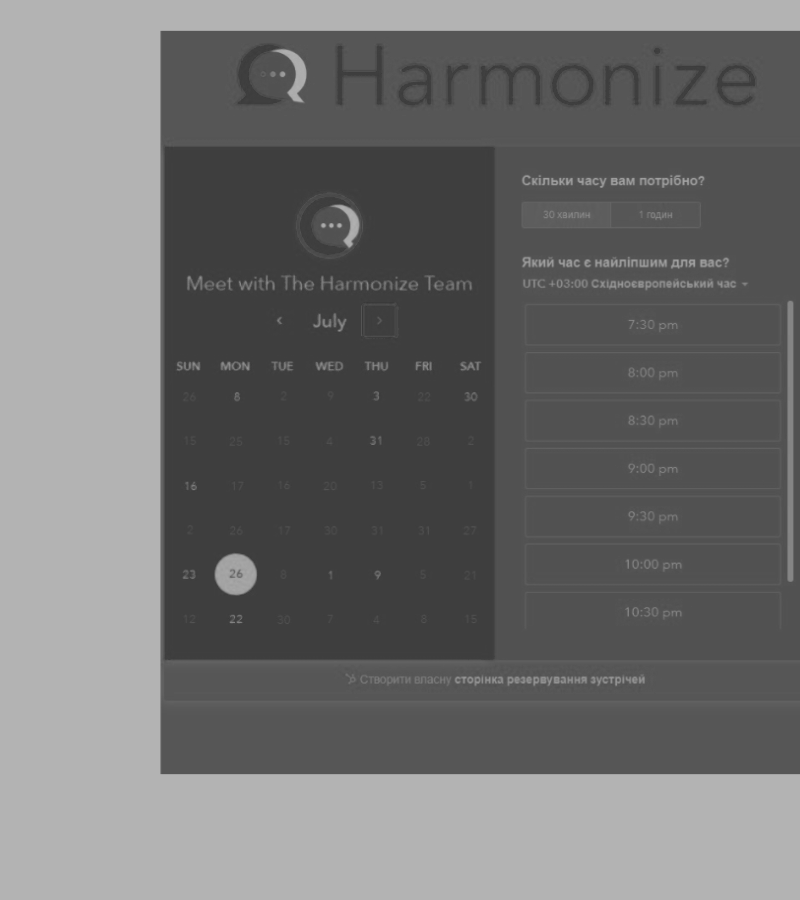 Harmonize
Meet with The Harmonize Team
‹ July ›
SUN MON TUE WED THU FRI SAT
26 8 2 9 3 22 30
15 25 15 4 31 28 2
16 17 16 20 13 5 1
2 26 17 30 31 31 27
23 26 8 1 9 5 21
12 22 30 7 4 8 15
Скільки часу вам потрібно?
30 хвилин 1 годин
Який час є найліпшим для вас?
UTC +03:00 Східноєвропейський час
7:30 pm
8:00 pm
8:30 pm
9:00 pm
9:30 pm
10:00 pm
10:30 pm
Створити власну сторінка резервування зустрічей